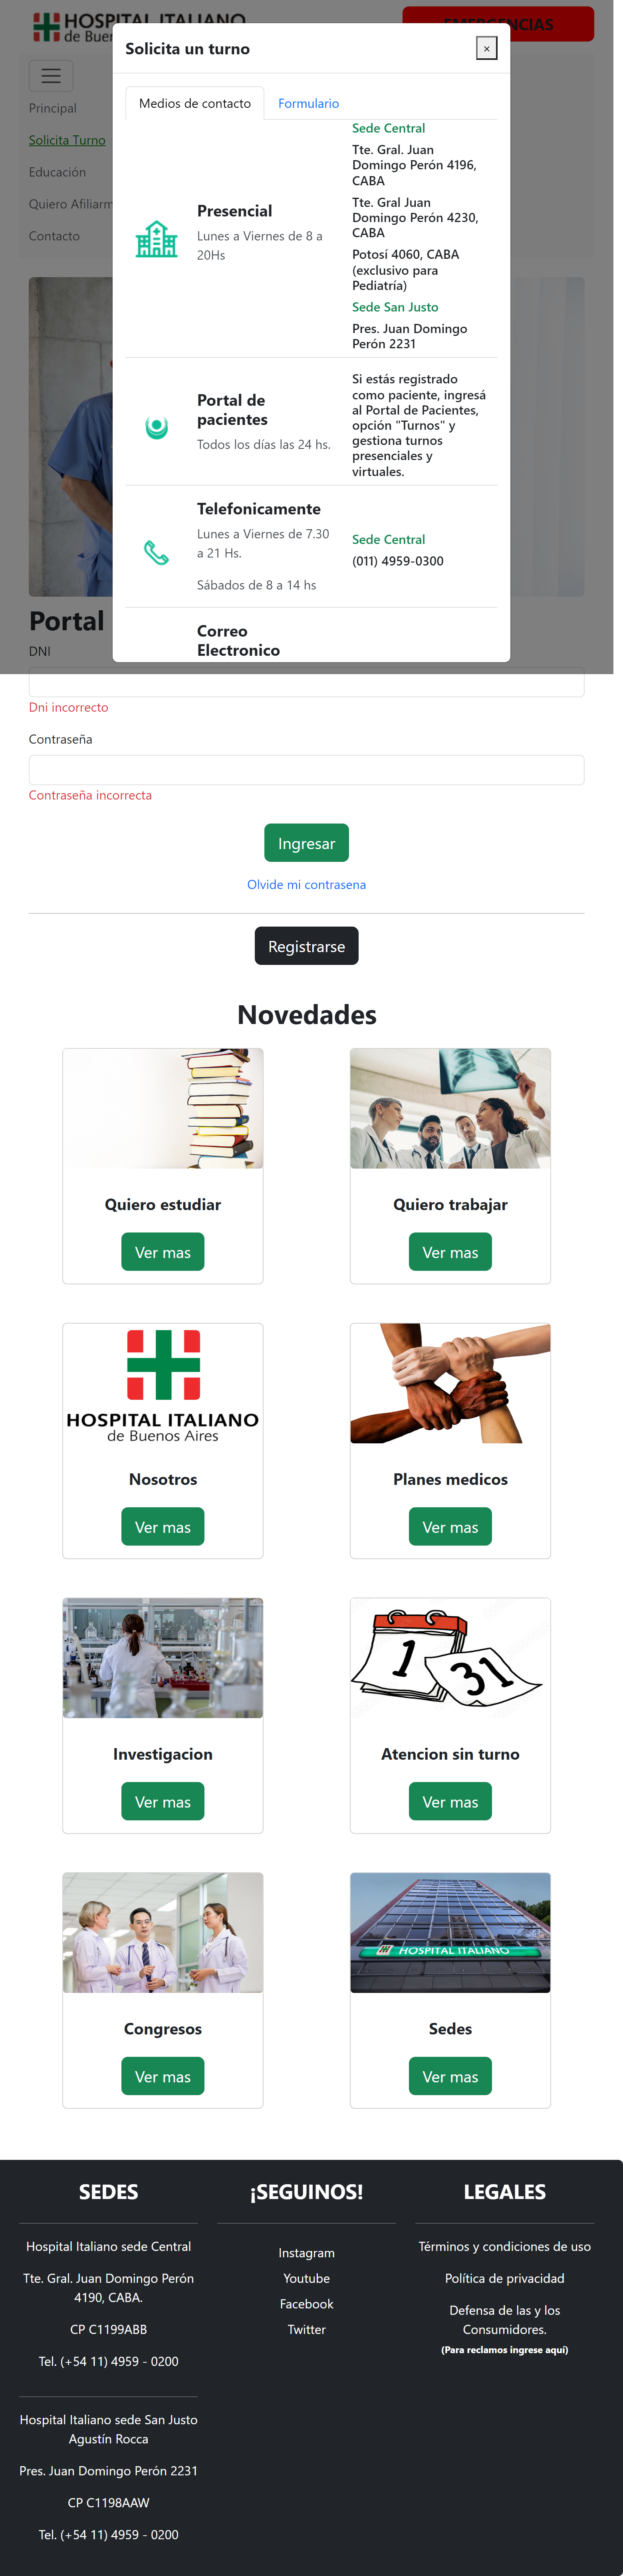 HOSPITAL ITALIANO
EMERGENCIAS
de Buen
Solicita un turno
×
Medios de contacto
Formulario
Principal
Solicita Turno
Educación
Quiero Afiliarm
Contacto
Presencial
Lunes a Viernes de 8 a
20Hs
Sede Central
Tte. Gral. Juan
Domingo Perón 4196,
CABA
Tte. Gral Juan
Domingo Perón 4230,
CABA
Potosí 4060, CABA
(exclusivo para
Pediatría)
Sede San Justo
Pres. Juan Domingo
Perón 2231
Portal de
pacientes
Todos los días las 24 hs.
Si estás registrado
como paciente, ingresá
al Portal de Pacientes,
opción "Turnos" y
gestiona turnos
presenciales y
virtuales.
Telefonicamente
Lunes a Viernes de 7.30
a 21 Hs.
Sábados de 8 a 14 hs
Sede Central
(011) 4959-0300
Correo
Electronico
Portal
DNI
Dni incorrecto
Contraseña
Contraseña incorrecta
Ingresar
Olvide mi contrasena
Registrarse
Novedades
Quiero estudiar
Ver mas
Quiero trabajar
Ver mas
HOSPITAL ITALIANO
de Buenos Aires
Nosotros
Ver mas
Planes medicos
Ver mas
Investigacion
Ver mas
1
31
Atencion sin turno
Ver mas
Congresos
Ver mas
HOSPITAL ITALIANO
Sedes
Ver mas
SEDES
Hospital Italiano sede Central
Tte. Gral. Juan Domingo Perón
4190, CABA.
CP C1199ABB
Tel. (+54 11) 4959 - 0200
Hospital Italiano sede San Justo
Agustín Rocca
Pres. Juan Domingo Perón 2231
CP C1198AAW
Tel. (+54 11) 4959 - 0200
¡SEGUINOS!
Instagram
Youtube
Facebook
Twitter
LEGALES
Términos y condiciones de uso
Política de privacidad
Defensa de las y los
Consumidores.
(Para reclamos ingrese aquí)